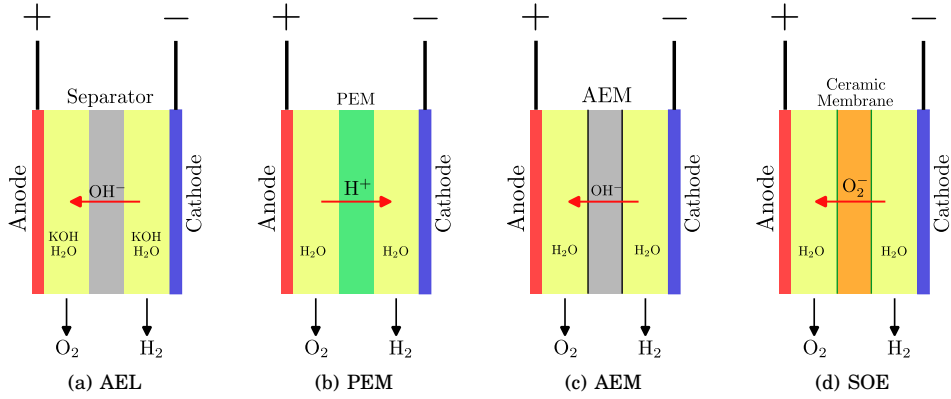 + −
Separator
Anode
OH⁻
Cathode
KOH
H₂O
KOH
H₂O
O₂
H₂
(a) AEL
+ −
PEM
Anode
H⁺
Cathode
H₂O
H₂O
O₂
H₂
(b) PEM
+ −
AEM
Anode
OH⁻
Cathode
H₂O
H₂O
O₂
H₂
(c) AEM
+ −
Ceramic
Membrane
Anode
O₂⁻
Cathode
H₂O
H₂O
O₂
H₂
(d) SOE